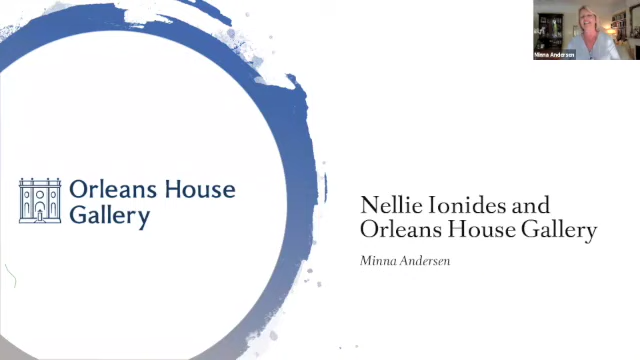 Minna Andersen
Orleans House
Gallery
Nellie Ionides and
Orleans House Gallery
Minna Andersen